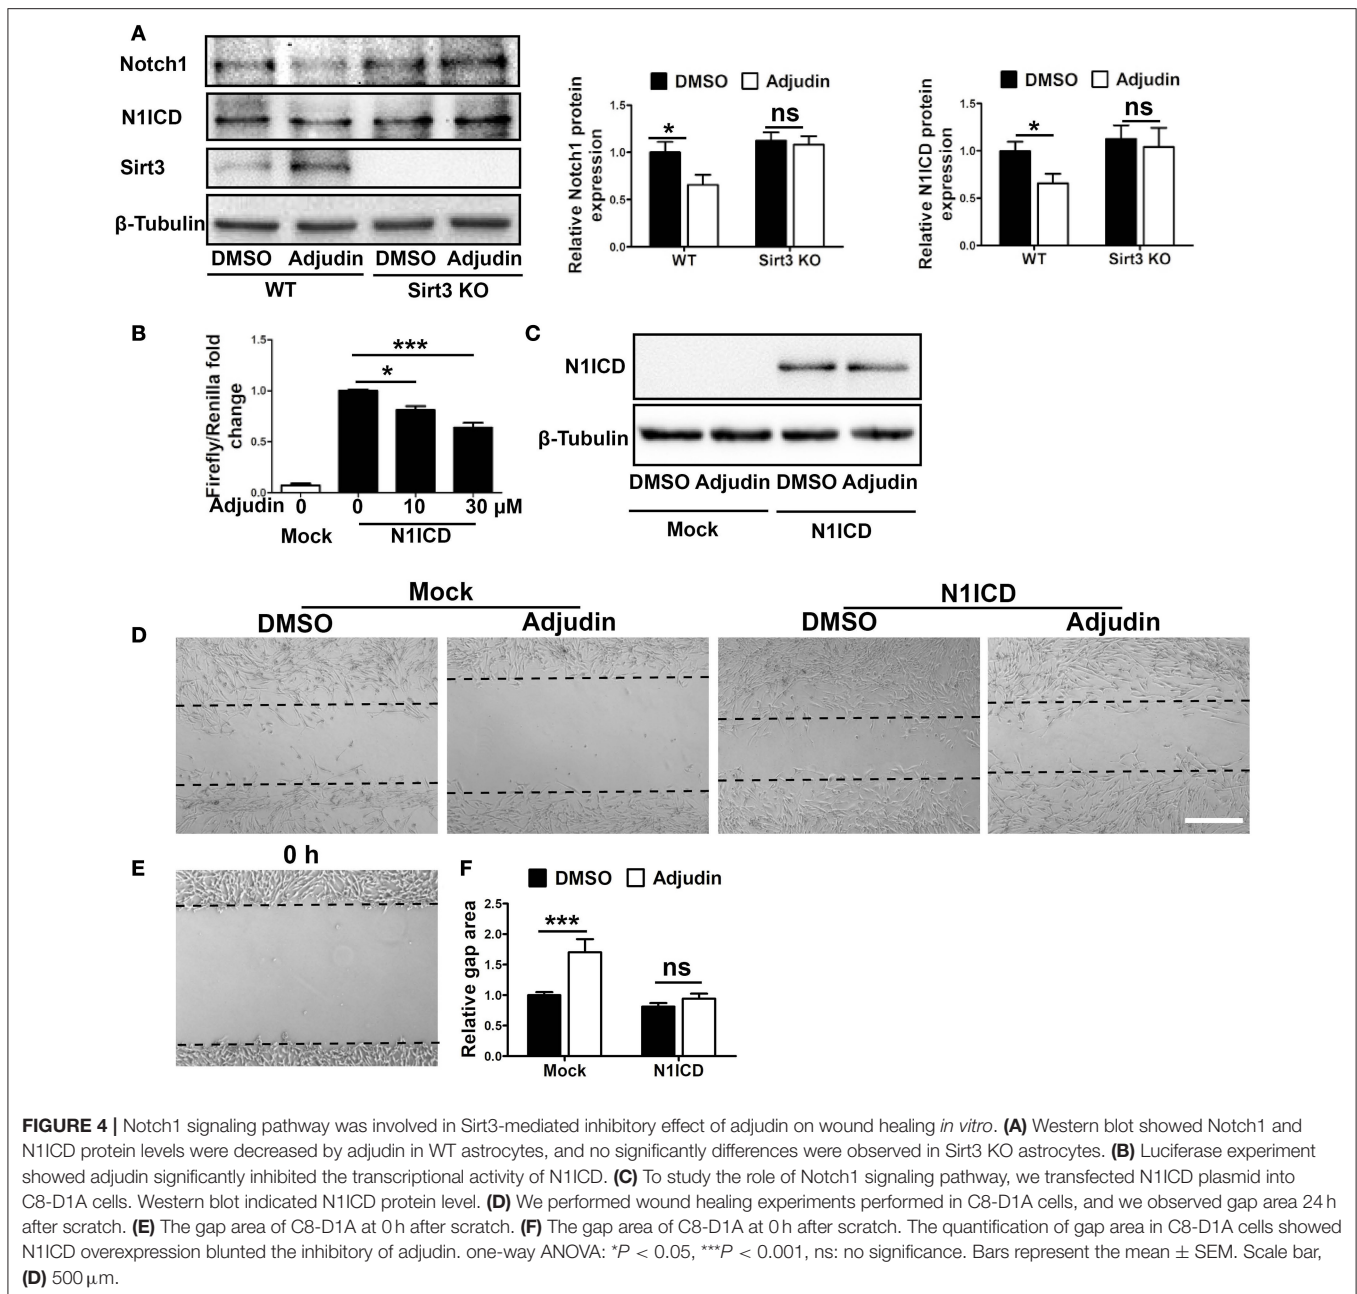 A
Notch1
N1ICD
Sirt3
β-Tubulin
DMSO Adjudin DMSO Adjudin
WT Sirt3 KO
DMSO Adjudin
Relative Notch1 protein
expression
1.5
1.0
0.5
0.0
* ns
WT Sirt3 KO
DMSO Adjudin
Relative N1ICD protein
expression
1.5
1.0
0.5
0.0
* ns
WT Sirt3 KO
B
Firefly/Renilla fold
change
1.5
1.0
0.5
0.0
***
*
Adjudin 0 0 10 30 μM
Mock N1ICD
C
N1ICD
β-Tubulin
DMSO Adjudin DMSO Adjudin
Mock N1ICD
Mock N1ICD
DMSO Adjudin DMSO Adjudin
D
E
0 h
F
DMSO Adjudin
Relative gap area
2.5
2.0
1.5
1.0
0.5
0.0
*** ns
Mock N1ICD
FIGURE 4 | Notch1 signaling pathway was involved in Sirt3-mediated inhibitory effect of adjudin on wound healing in vitro. (A) Western blot showed Notch1 and
N1ICD protein levels were decreased by adjudin in WT astrocytes, and no significantly differences were observed in Sirt3 KO astrocytes. (B) Luciferase experiment
showed adjudin significantly inhibited the transcriptional activity of N1ICD. (C) To study the role of Notch1 signaling pathway, we transfected N1ICD plasmid into
C8-D1A cells. Western blot indicated N1ICD protein level. (D) We performed wound healing experiments performed in C8-D1A cells, and we observed gap area 24 h
after scratch. (E) The gap area of C8-D1A at 0 h after scratch. (F) The gap area of C8-D1A at 0 h after scratch. The quantification of gap area in C8-D1A cells showed
N1ICD overexpression blunted the inhibitory of adjudin. one-way ANOVA: *P < 0.05, ***P < 0.001, ns: no significance. Bars represent the mean ± SEM. Scale bar,
(D) 500 μm.